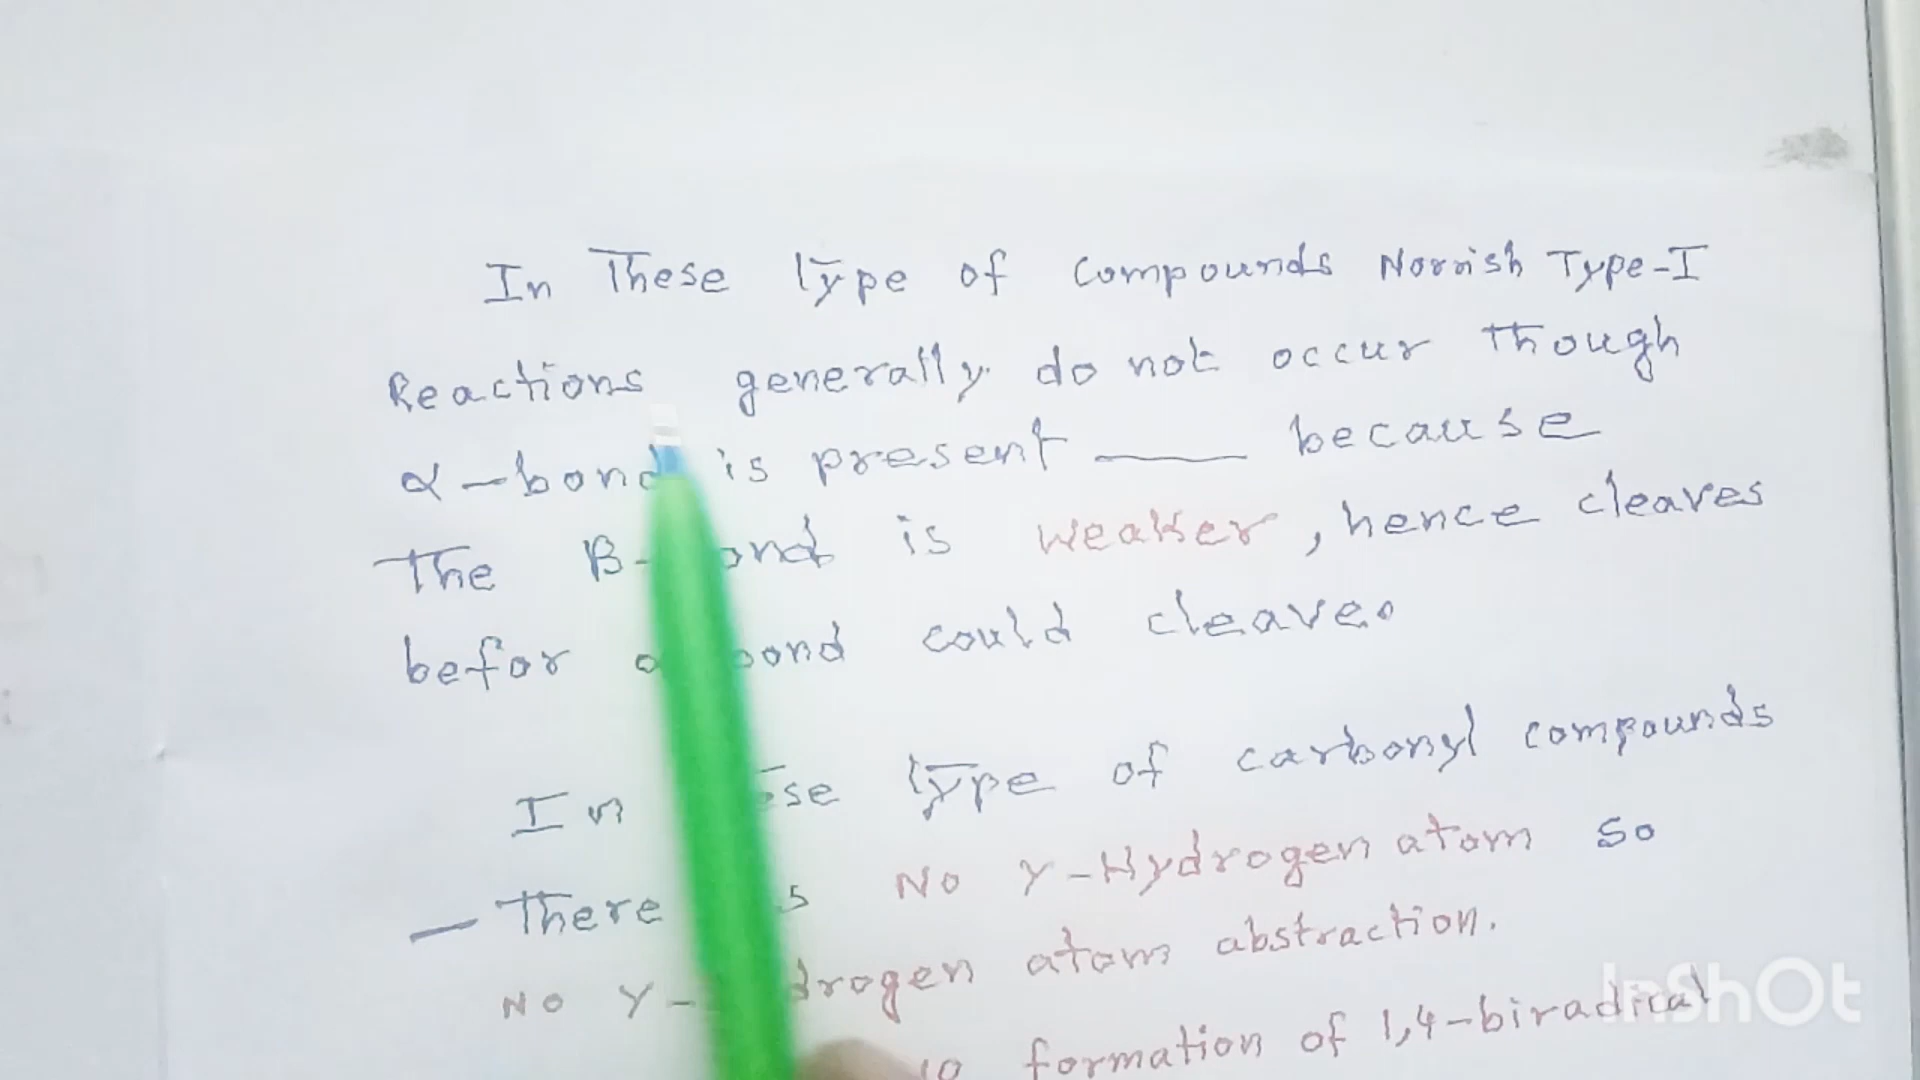 In These Type of compounds Norrish Type-I
Reactions generally do not occur Though
α-bond is present ___ because
The β-bond is weaker, hence cleaves
befor bond could cleave.
In type of carbonyl compounds
— There No γ-Hydrogen atom so
No γ- atom abstraction.
formation of 1,4-biradical
InShOt